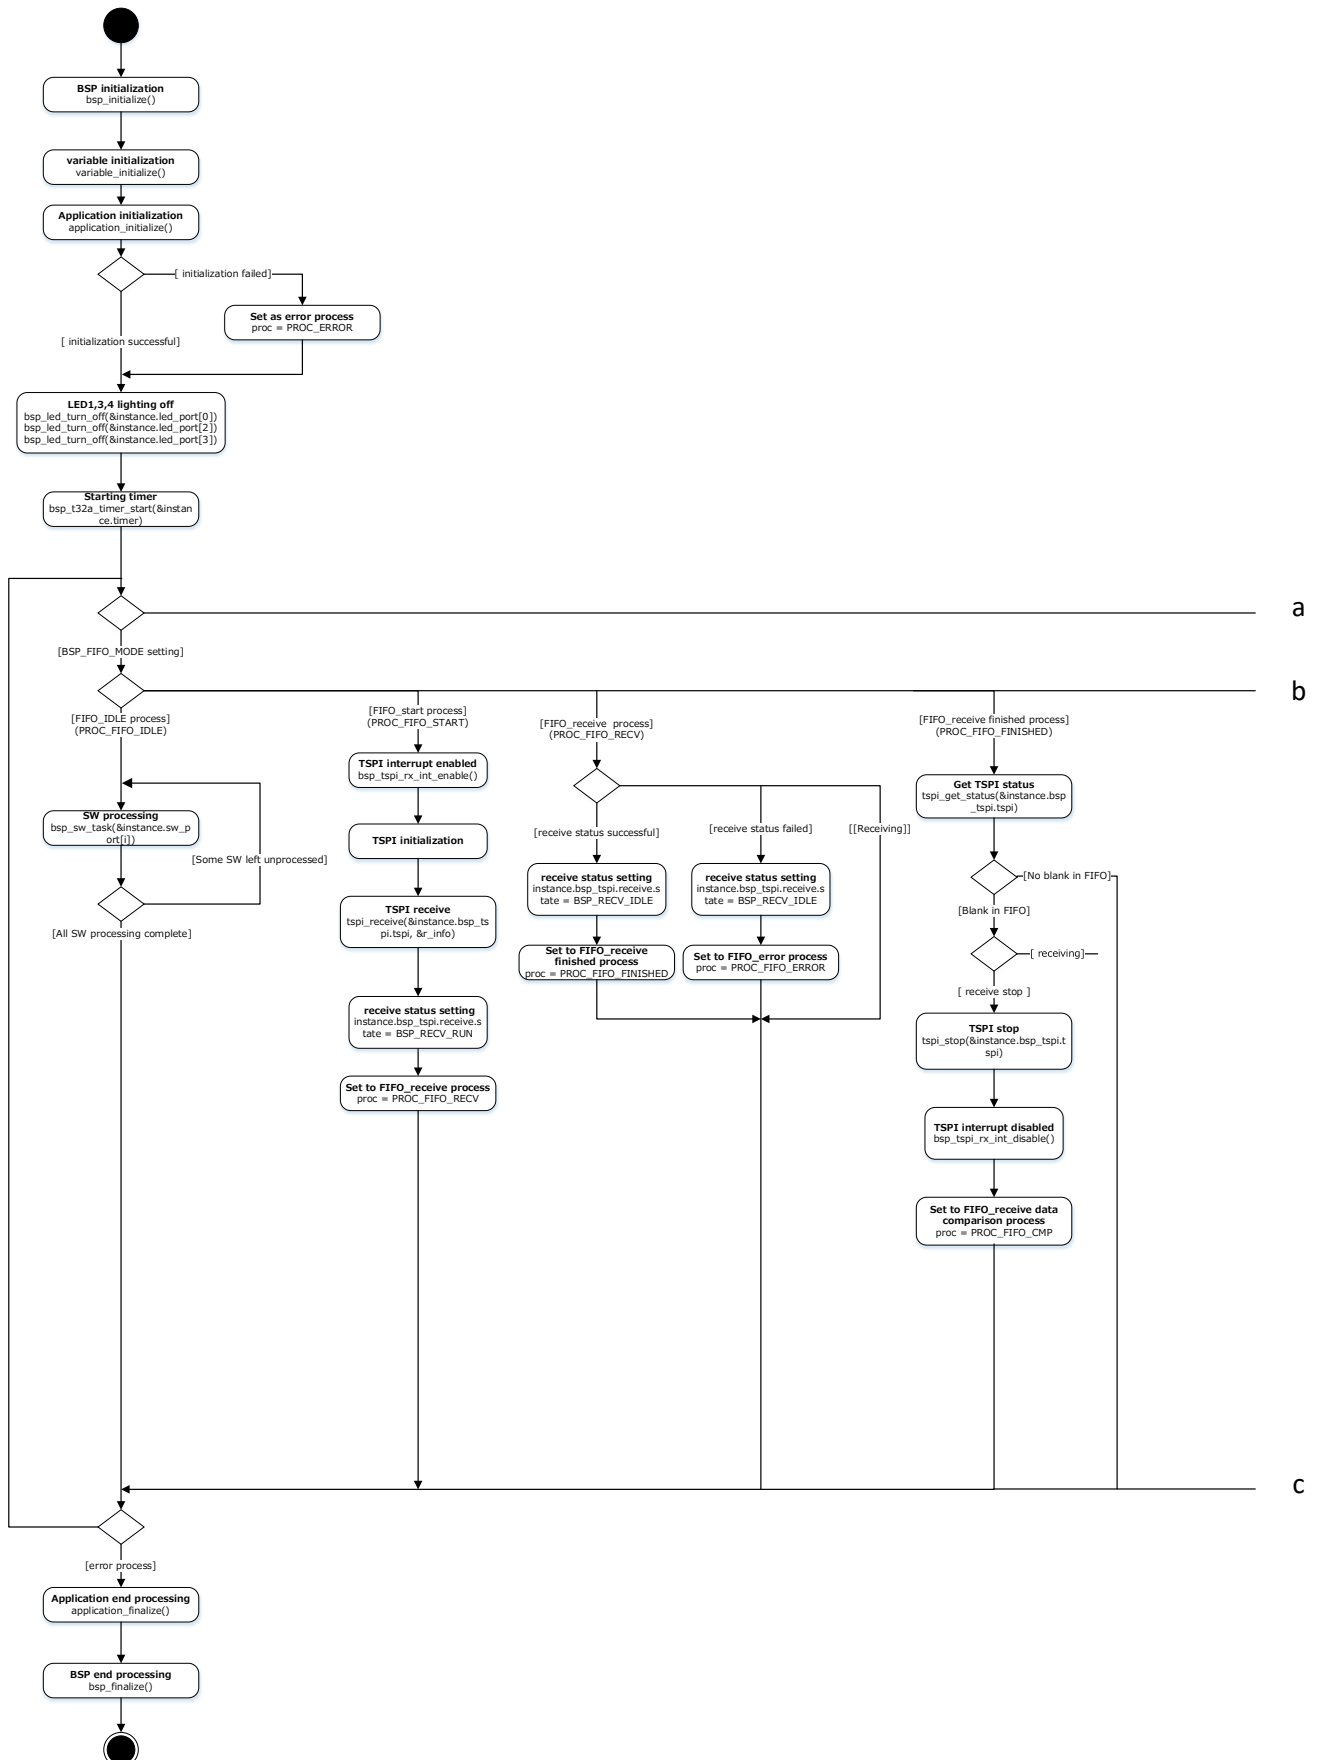 BSP initialization
bsp_initialize()
variable initialization
variable_initialize()
Application initialization
application_initialize()
[ initialization failed]
Set as error process
proc = PROC_ERROR
[ initialization successful]
LED1,3,4 lighting off
bsp_led_turn_off(&instance.led_port[0])
bsp_led_turn_off(&instance.led_port[2])
bsp_led_turn_off(&instance.led_port[3])
Starting timer
bsp_t32a_timer_start(&instan
ce.timer)
a
[BSP_FIFO_MODE setting]
b
[FIFO_IDLE process]
(PROC_FIFO_IDLE)
SW processing
bsp_sw_task(&instance.sw_p
ort[i])
[Some SW left unprocessed]
[All SW processing complete]
[FIFO_start process]
(PROC_FIFO_START)
TSPI interrupt enabled
bsp_tspi_rx_int_enable()
TSPI initialization
TSPI receive
tspi_receive(&instance.bsp_ts
pi.tspi, &r_info)
receive status setting
instance.bsp_tspi.receive.s
tate = BSP_RECV_RUN
Set to FIFO_receive process
proc = PROC_FIFO_RECV
[FIFO_receive  process]
(PROC_FIFO_RECV)
[receive status successful]
receive status setting
instance.bsp_tspi.receive.s
tate = BSP_RECV_IDLE
Set to FIFO_receive
finished process
proc = PROC_FIFO_FINISHED
[receive status failed]
receive status setting
instance.bsp_tspi.receive.s
tate = BSP_RECV_IDLE
Set to FIFO_error process
proc = PROC_FIFO_ERROR
[[Receiving]]
[FIFO_receive finished process]
(PROC_FIFO_FINISHED)
Get TSPI status
tspi_get_status(&instance.bsp
_tspi.tspi)
[No blank in FIFO]
[Blank in FIFO]
[ receiving]
[ receive stop ]
TSPI stop
tspi_stop(&instance.bsp_tspi.t
spi)
TSPI interrupt disabled
bsp_tspi_rx_int_disable()
Set to FIFO_receive data
comparison process
proc = PROC_FIFO_CMP
c
[error process]
Application end processing
application_finalize()
BSP end processing
bsp_finalize()